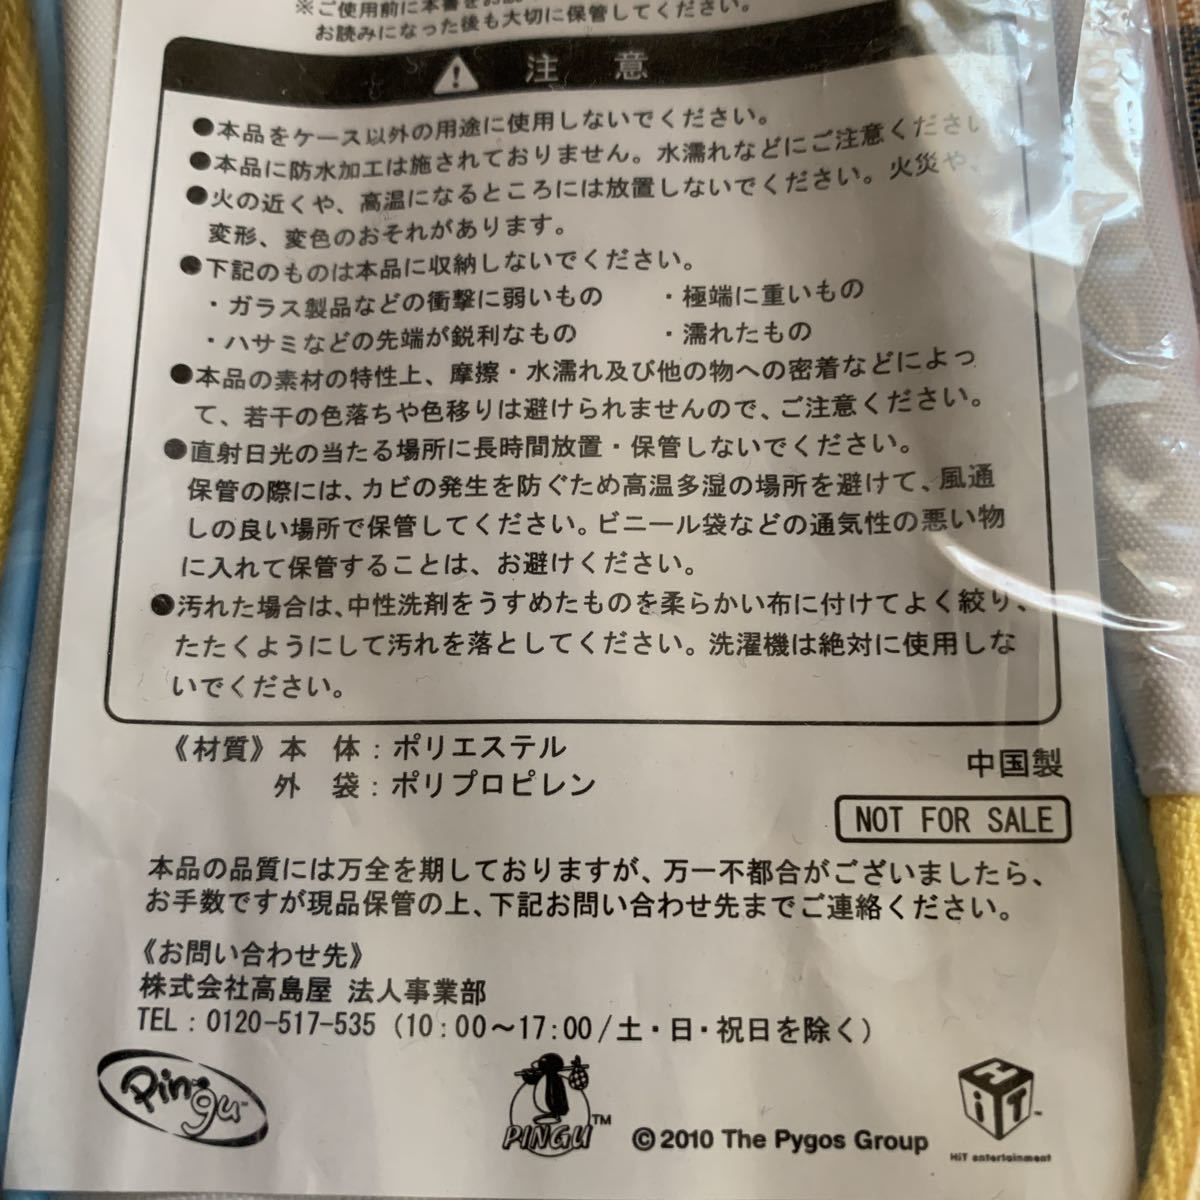 ※ご使用前に本書をお読
お読みになった後も大切に保管してください。
注 意
●本品をケース以外の用途に使用しないでください。
●本品に防水加工は施されておりません。水濡れなどにご注意ください
●火の近くや、高温になるところには放置しないでください。火災や、
変形、変色のおそれがあります。
●下記のものは本品に収納しないでください。
・ガラス製品などの衝撃に弱いもの ・極端に重いもの
・ハサミなどの先端が鋭利なもの ・濡れたもの
●本品の素材の特性上、摩擦・水濡れ及び他の物への密着などによっ
て、若干の色落ちや色移りは避けられませんので、ご注意ください。
●直射日光の当たる場所に長時間放置・保管しないでください。
保管の際には、カビの発生を防ぐため高温多湿の場所を避けて、風通
しの良い場所で保管してください。ビニール袋などの通気性の悪い物
に入れて保管することは、お避けください。
●汚れた場合は、中性洗剤をうすめたものを柔らかい布に付けてよく絞り、
たたくようにして汚れを落としてください。洗濯機は絶対に使用しな
いでください。
《材質》本 体：ポリエステル
外 袋：ポリプロピレン
中国製
NOT FOR SALE
本品の品質には万全を期しておりますが、万一不都合がございましたら、
お手数ですが現品保管の上、下記お問い合わせ先までご連絡ください。
《お問い合わせ先》
株式会社高島屋 法人事業部
TEL：0120-517-535（10:00～17:00/土・日・祝日を除く）
Pingu™
PINGU™
©2010 The Pygos Group
HiT™
HiT entertainment